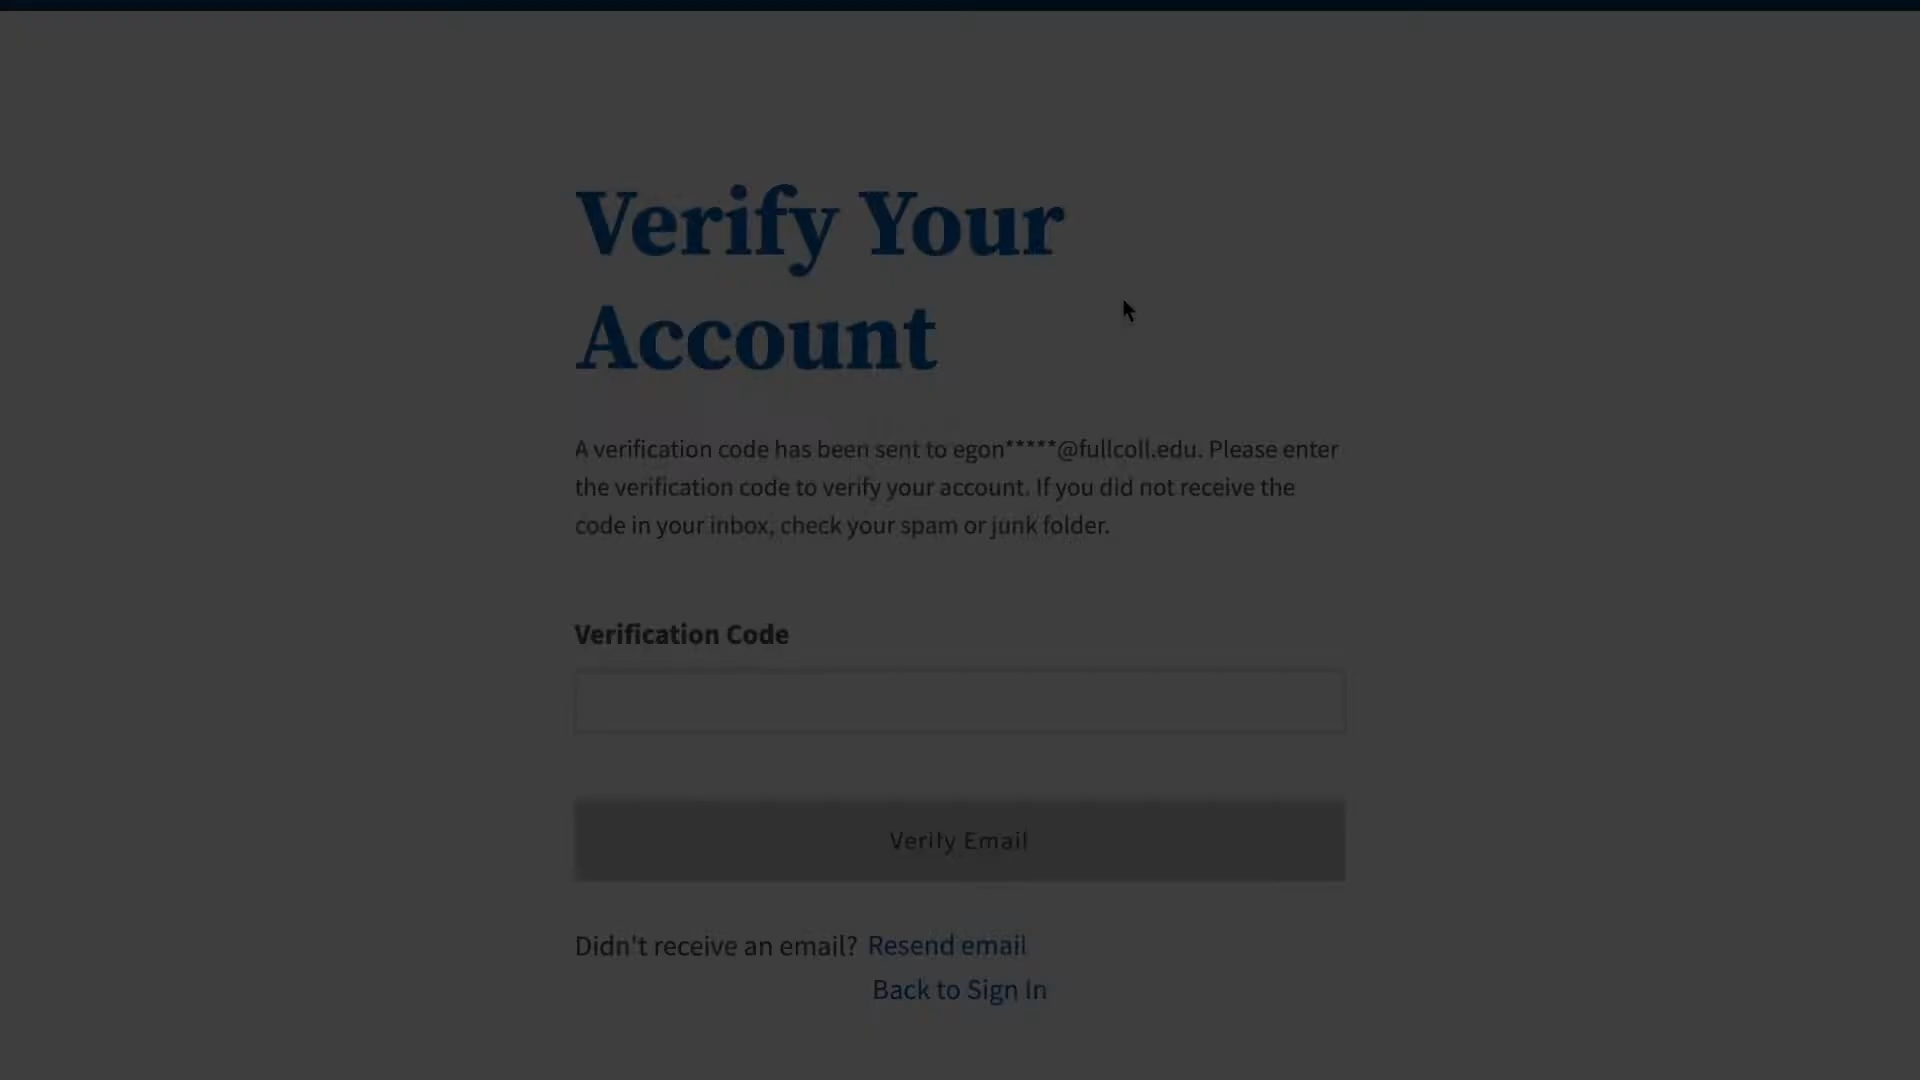 Verify Your
Account
A verification code has been sent to egon*****@fullcoll.edu. Please enter
the verification code to verify your account. If you did not receive the
code in your inbox, check your spam or junk folder.
Verification Code
Verify Email
Didn't receive an email? Resend email
Back to Sign In